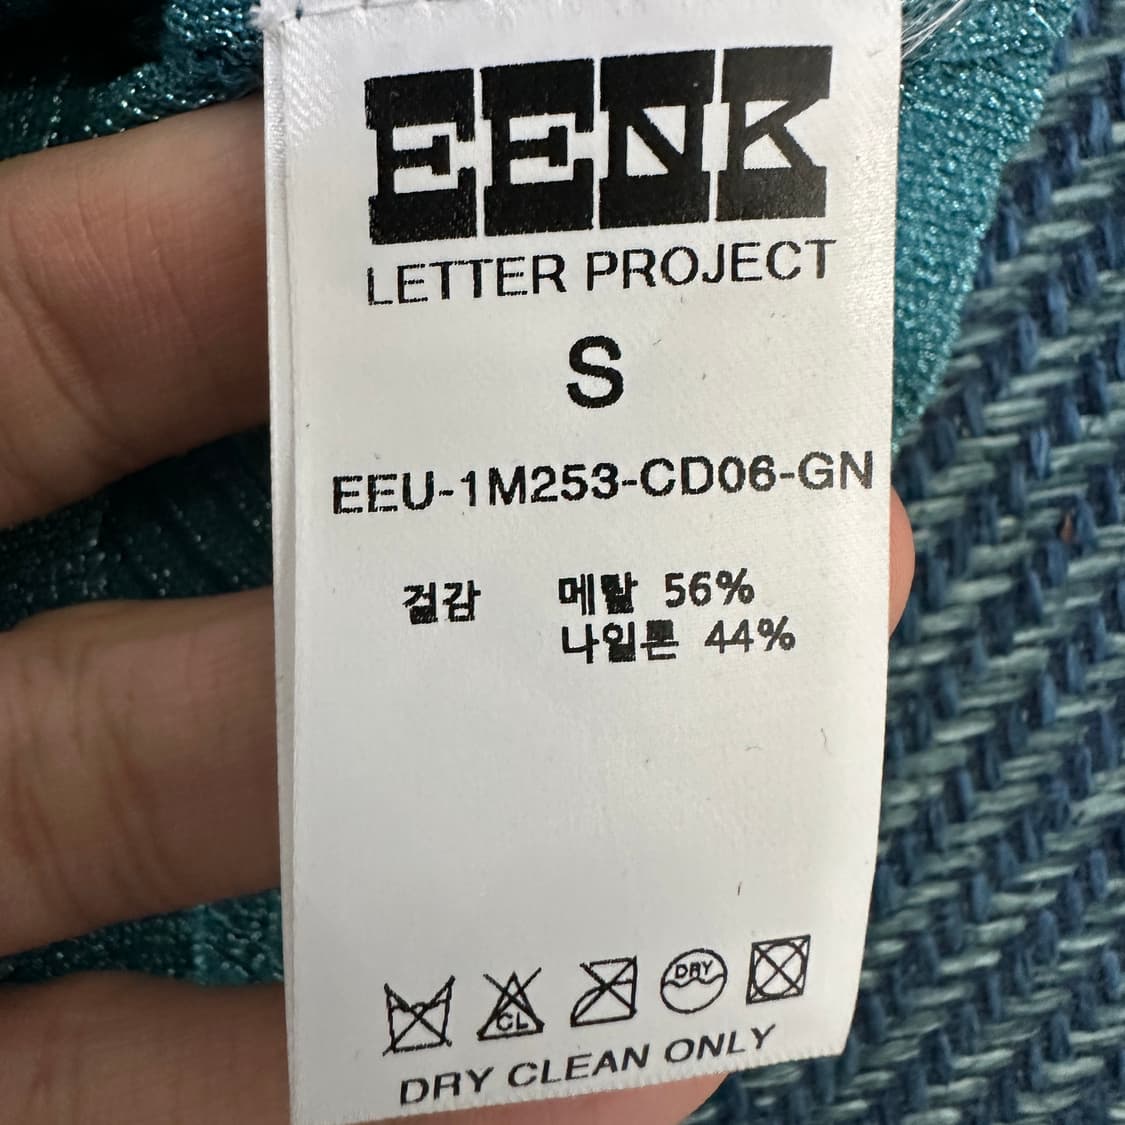 EENK
LETTER PROJECT
S
EEU-1M253-CD06-GN
겉감 메탈 56%
나일론 44%
CL
DRY
DRY CLEAN ONLY